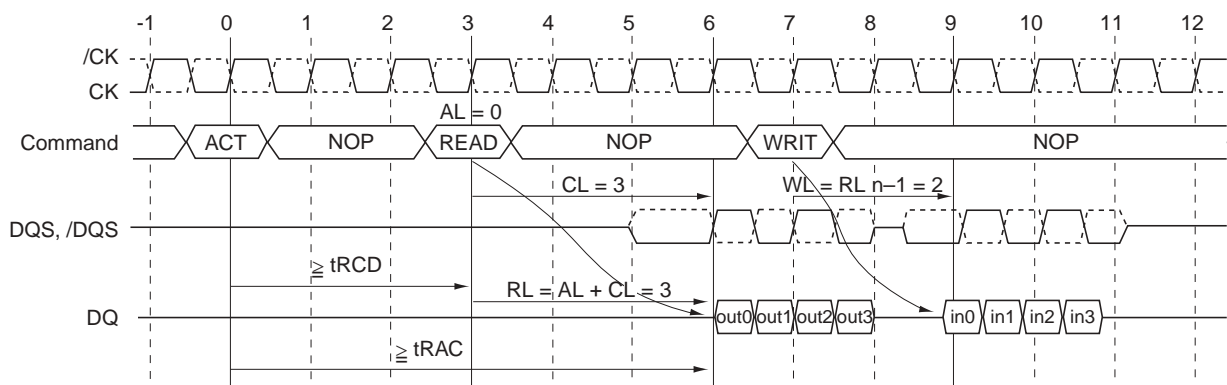 -1 0 1 2 3 4 5 6 7 8 9 10 11 12
/CK
CK
AL = 0
Command ACT NOP READ NOP WRIT NOP
CL = 3 WL = RL n–1 = 2
DQS, /DQS
≧ tRCD
RL = AL + CL = 3
DQ out0 out1 out2 out3 in0 in1 in2 in3
≧ tRAC